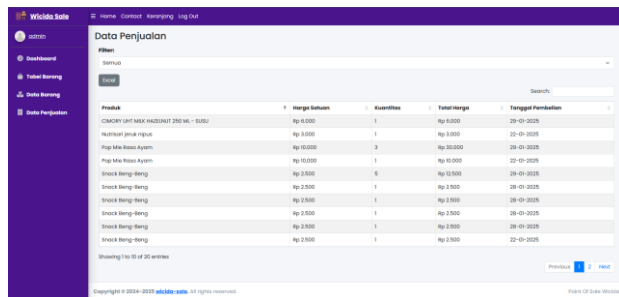 Wicida Sale
Home Contact Keranjang Log Out
admin
Dashboard
Tabel Barang
Data Barang
Data Penjualan
Data Penjualan
Filter:
Semua
Excel
Search:
Produk Harga Satuan Kuantitas Total Harga Tanggal Pembelian
CIMORY UHT MILK HAZELNUT 250 ML - SUSU Rp 6.000 1 Rp 6.000 29-01-2025
Nutrisari jeruk nipus Rp 3.000 1 Rp 3.000 22-01-2025
Pop Mie Rasa Ayam Rp 10.000 3 Rp 30.000 29-01-2025
Pop Mie Rasa Ayam Rp 10.000 1 Rp 10.000 22-01-2025
Snack Beng-Beng Rp 2.500 5 Rp 12.500 29-01-2025
Snack Beng-Beng Rp 2.500 1 Rp 2.500 28-01-2025
Snack Beng-Beng Rp 2.500 1 Rp 2.500 28-01-2025
Snack Beng-Beng Rp 2.500 1 Rp 2.500 28-01-2025
Snack Beng-Beng Rp 2.500 1 Rp 2.500 28-01-2025
Snack Beng-Beng Rp 2.500 1 Rp 2.500 22-01-2025
Showing 1 to 10 of 20 entries
Previous 1 2 Next
Copyright © 2024-2025 wicida-sale. All rights reserved.
Point Of Sale Wicida